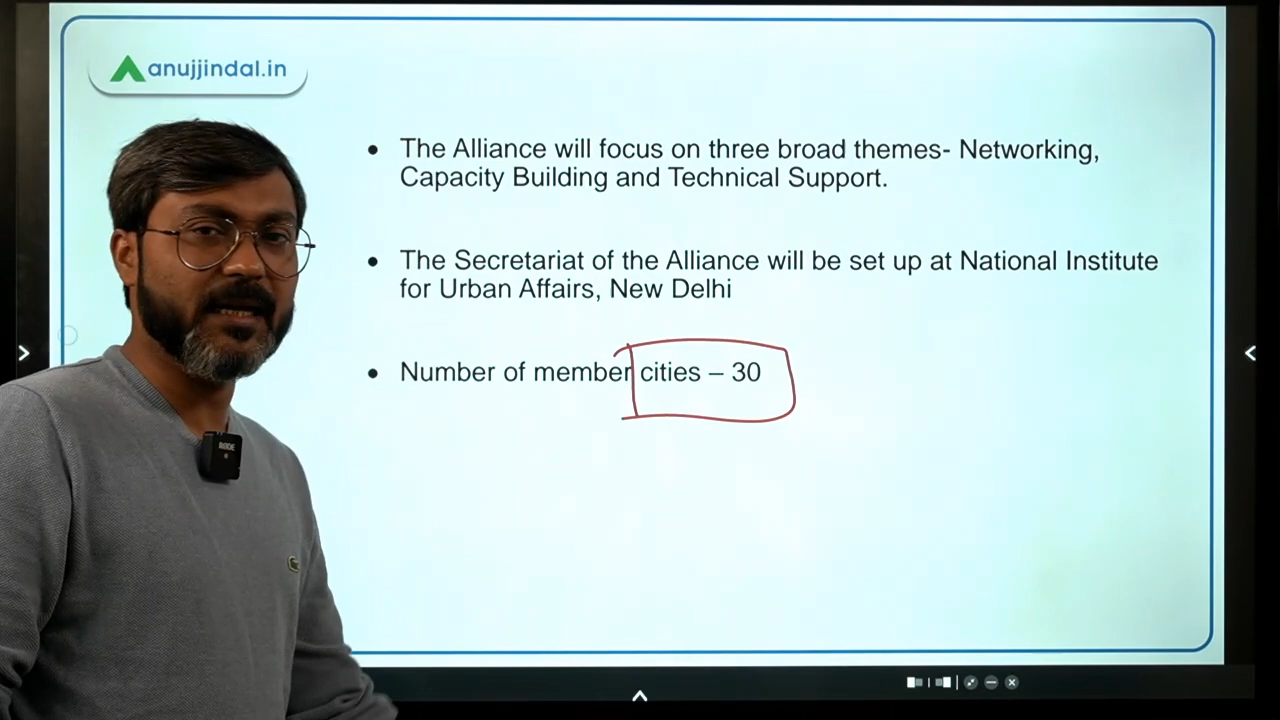 anujjindal.in
The Alliance will focus on three broad themes- Networking,
Capacity Building and Technical Support.
The Secretariat of the Alliance will be set up at National Institute
for Urban Affairs, New Delhi
Number of member cities – 30
RØDE